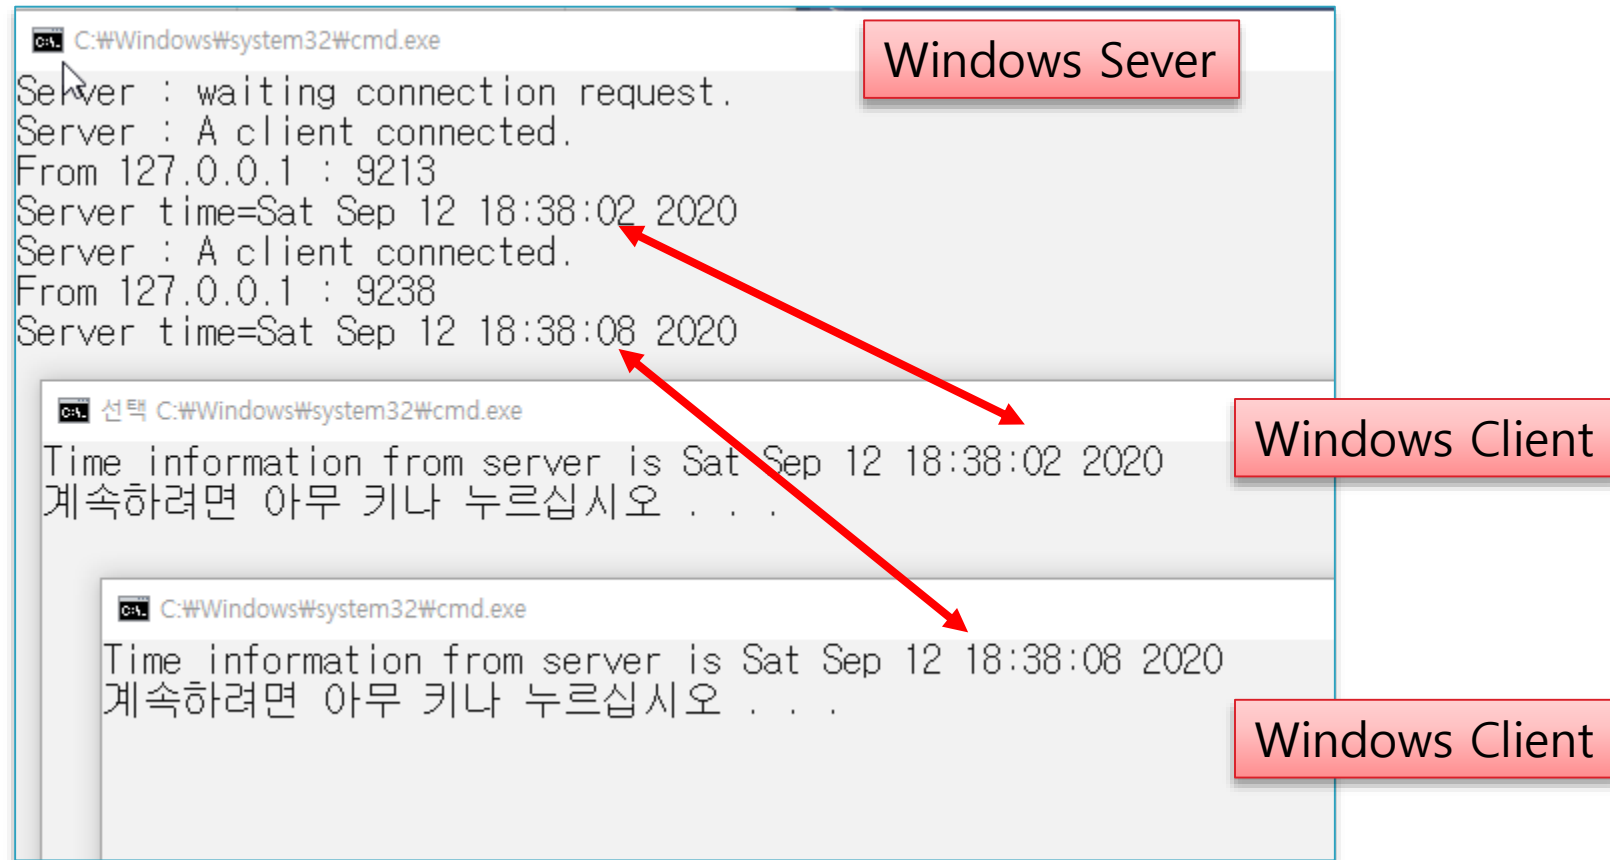 C:₩Windows₩system32₩cmd.exe
Windows Sever
Server : waiting connection request.
Server : A client connected.
From 127.0.0.1 : 9213
Server time=Sat Sep 12 18:38:02 2020
Server : A client connected.
From 127.0.0.1 : 9238
Server time=Sat Sep 12 18:38:08 2020
선택 C:₩Windows₩system32₩cmd.exe
Windows Client
Time information from server is Sat Sep 12 18:38:02 2020
계속하려면 아무 키나 누르십시오 . . .
C:₩Windows₩system32₩cmd.exe
Time information from server is Sat Sep 12 18:38:08 2020
계속하려면 아무 키나 누르십시오 . . .
Windows Client